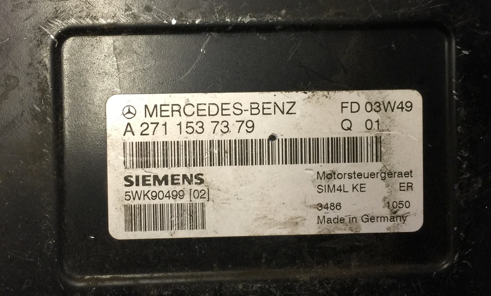 MERCEDES-BENZ FD 03W49
A 271 153 73 79 Q 01
SIEMENS Motorsteuergeraet
5WK90499 [02] SIM4L KE ER
3486 1050
Made in Germany